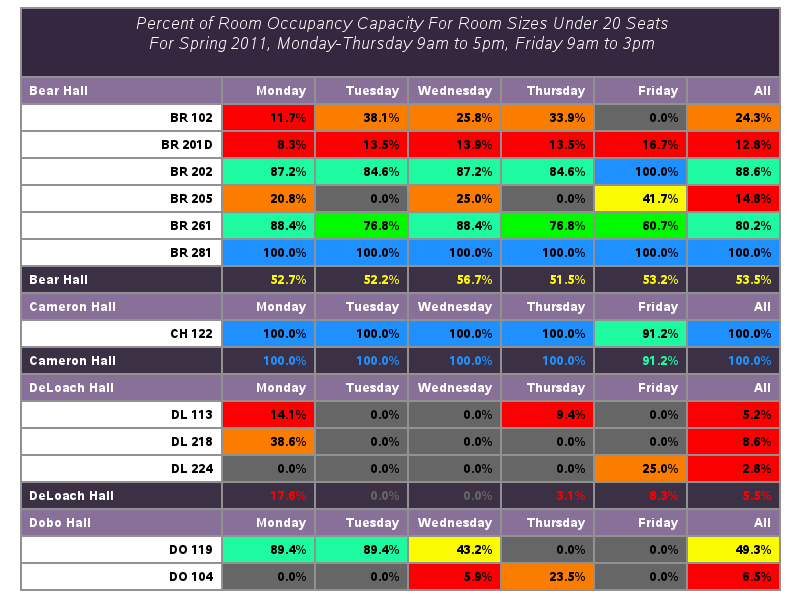 Percent of Room Occupancy Capacity For Room Sizes Under 20 Seats
For Spring 2011, Monday-Thursday 9am to 5pm, Friday 9am to 3pm
Bear Hall Monday Tuesday Wednesday Thursday Friday All
BR 102 11.7% 38.1% 25.8% 33.9% 0.0% 24.3%
BR 201D 8.3% 13.5% 13.9% 13.5% 16.7% 12.8%
BR 202 87.2% 84.6% 87.2% 84.6% 100.0% 88.6%
BR 205 20.8% 0.0% 25.0% 0.0% 41.7% 14.8%
BR 261 88.4% 76.8% 88.4% 76.8% 60.7% 80.2%
BR 281 100.0% 100.0% 100.0% 100.0% 100.0% 100.0%
Bear Hall 52.7% 52.2% 56.7% 51.5% 53.2% 53.5%
Cameron Hall Monday Tuesday Wednesday Thursday Friday All
CH 122 100.0% 100.0% 100.0% 100.0% 91.2% 100.0%
Cameron Hall 100.0% 100.0% 100.0% 100.0% 91.2% 100.0%
DeLoach Hall Monday Tuesday Wednesday Thursday Friday All
DL 113 14.1% 0.0% 0.0% 9.4% 0.0% 5.2%
DL 218 38.6% 0.0% 0.0% 0.0% 0.0% 8.6%
DL 224 0.0% 0.0% 0.0% 0.0% 25.0% 2.8%
DeLoach Hall 17.6% 0.0% 0.0% 3.1% 8.3% 5.5%
Dobo Hall Monday Tuesday Wednesday Thursday Friday All
DO 119 89.4% 89.4% 43.2% 0.0% 0.0% 49.3%
DO 104 0.0% 0.0% 5.9% 23.5% 0.0% 6.5%